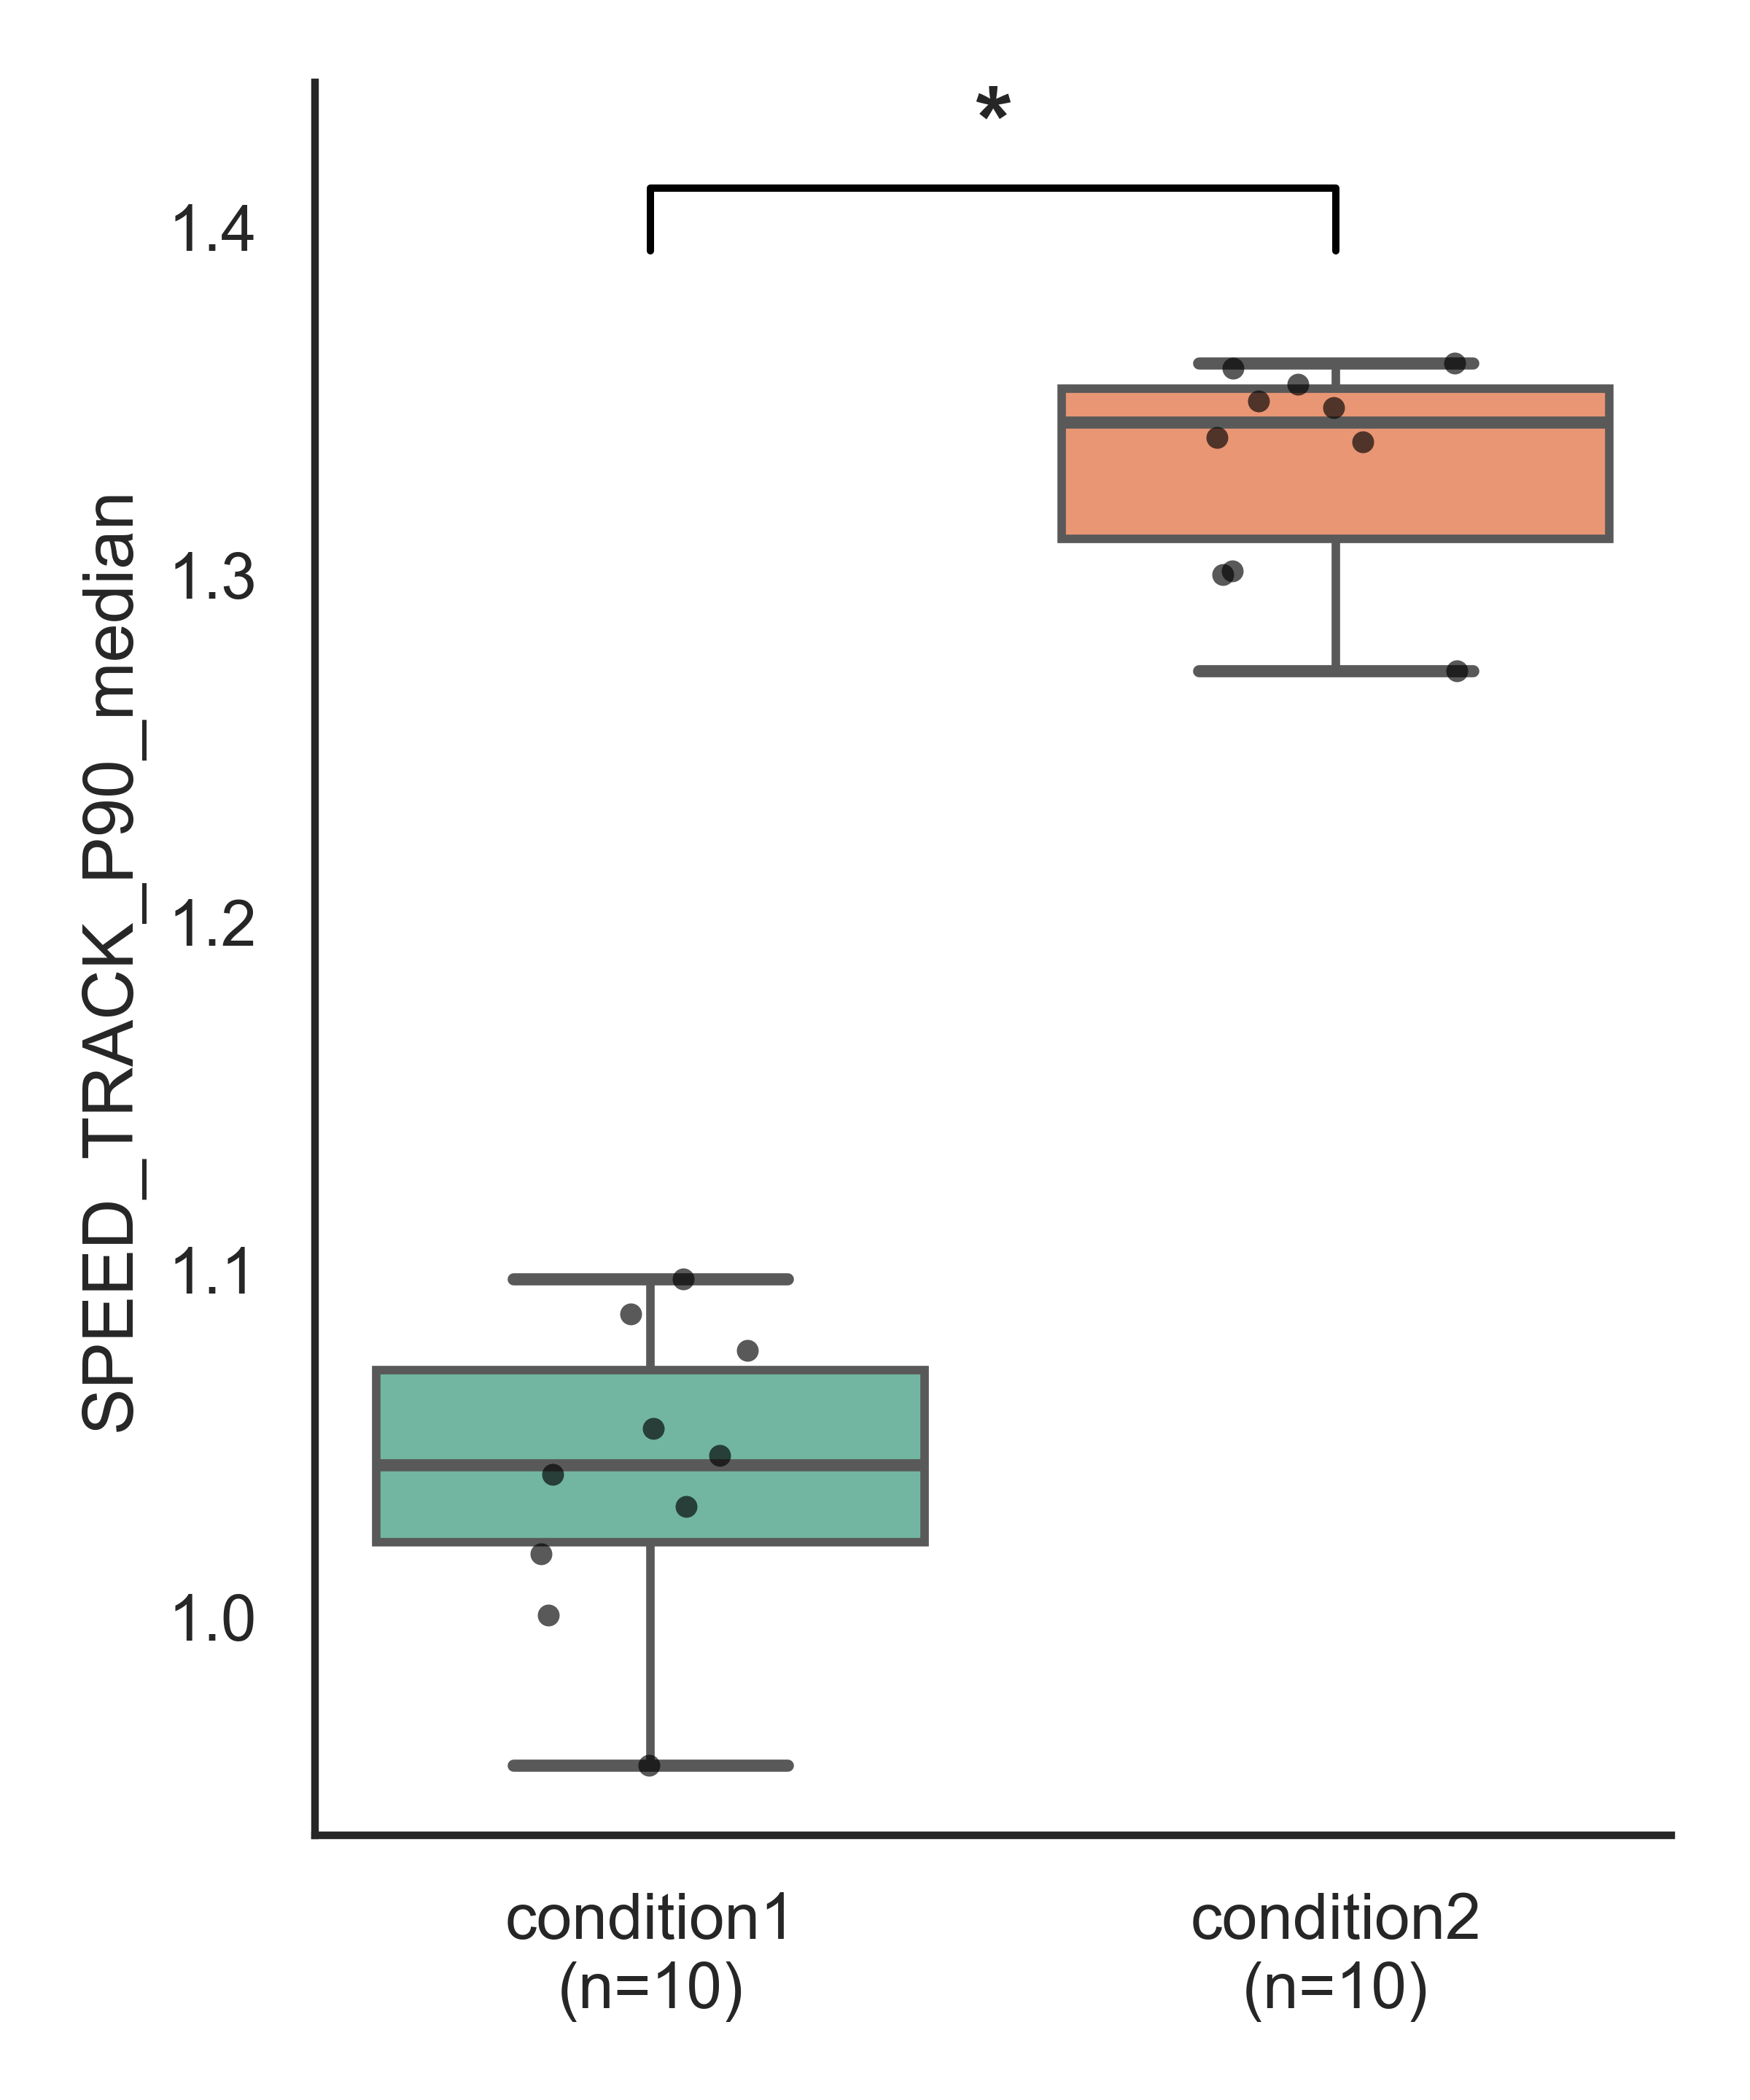 *
SPEED_TRACK_P90_median
1.4
1.3
1.2
1.1
1.0
condition1
(n=10)
condition2
(n=10)